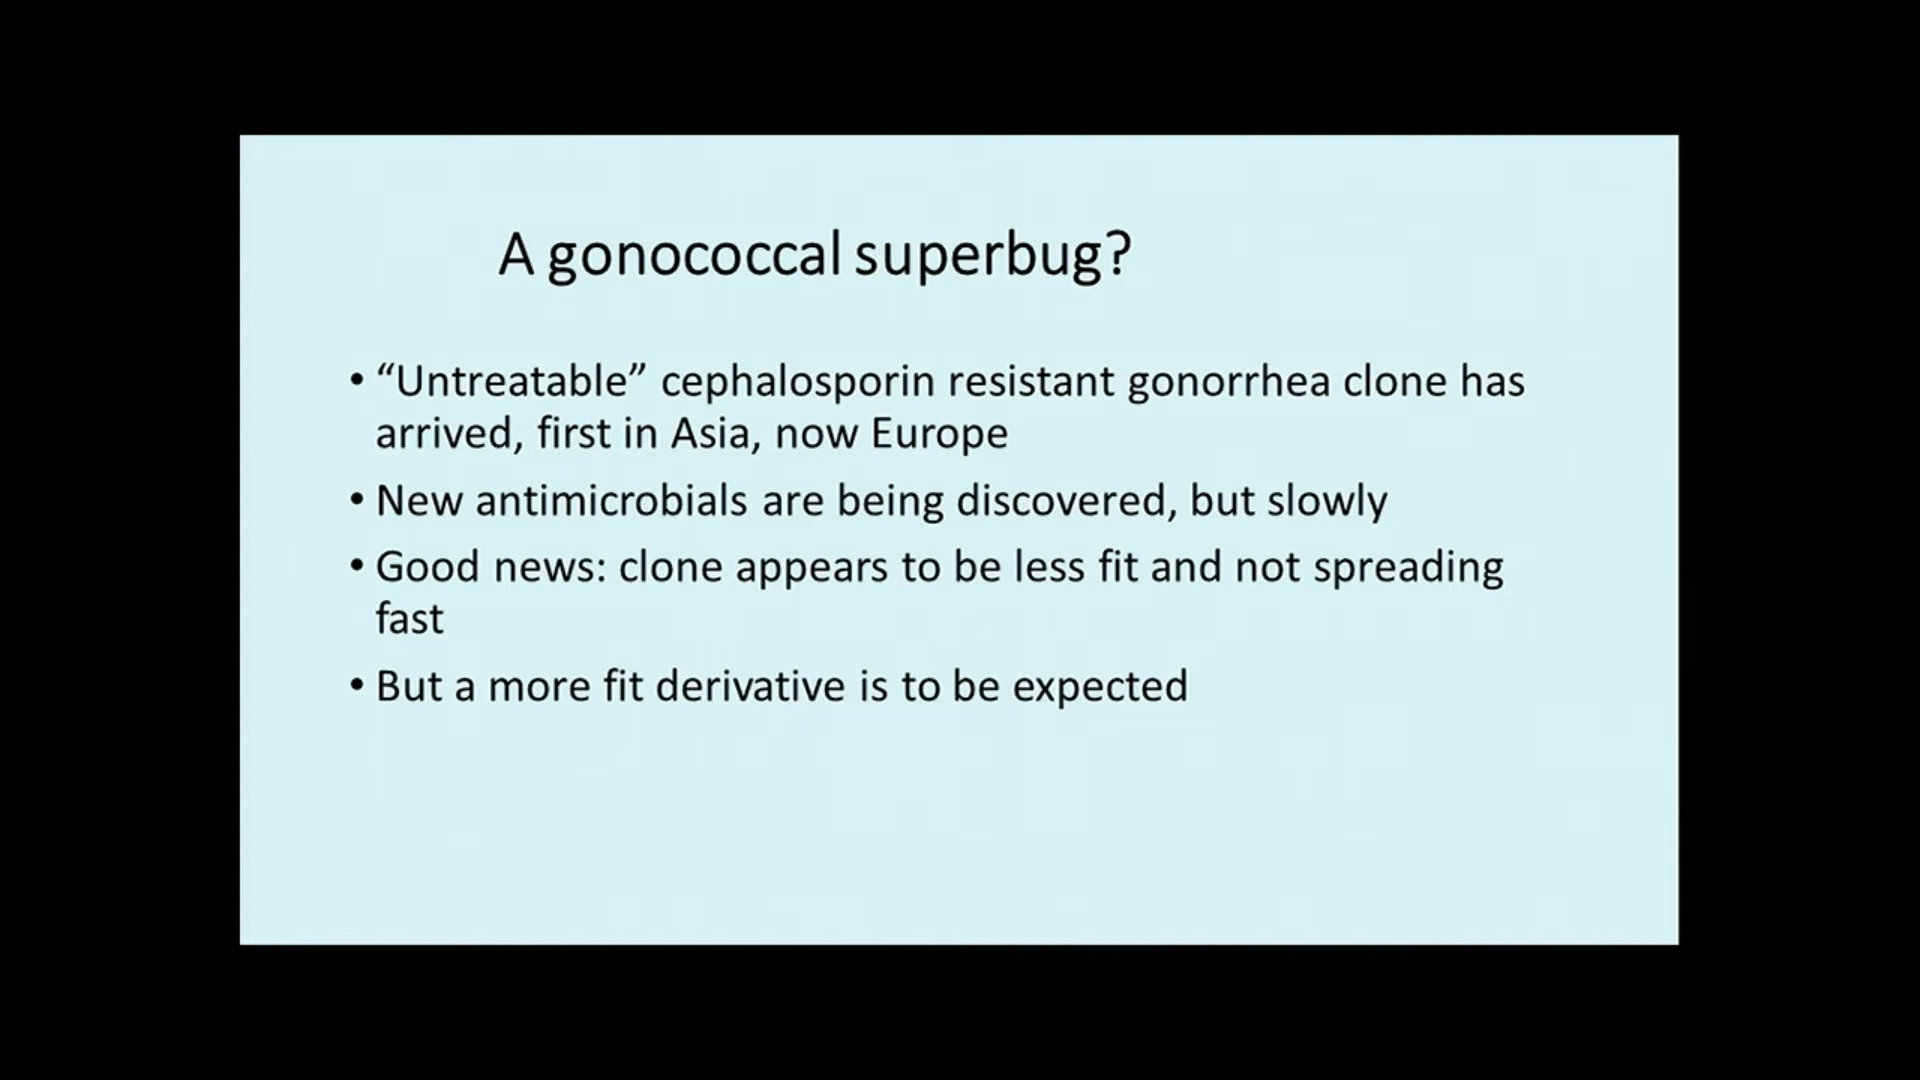 A gonococcal superbug?
• “Untreatable” cephalosporin resistant gonorrhea clone has
arrived, first in Asia, now Europe
• New antimicrobials are being discovered, but slowly
• Good news: clone appears to be less fit and not spreading
fast
• But a more fit derivative is to be expected